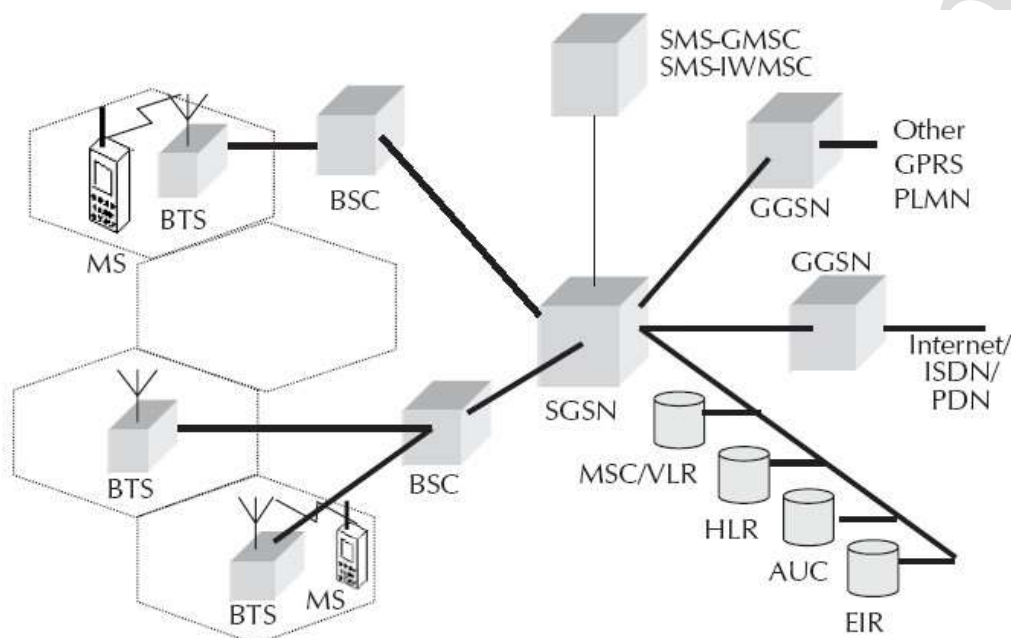 SMS-GMSC
SMS-IWMSC
Other
GPRS
PLMN
BTS
BSC
GGSN
MS
GGSN
Internet/
ISDN/
PDN
SGSN
MSC/VLR
BTS
BSC
HLR
AUC
BTS
MS
EIR